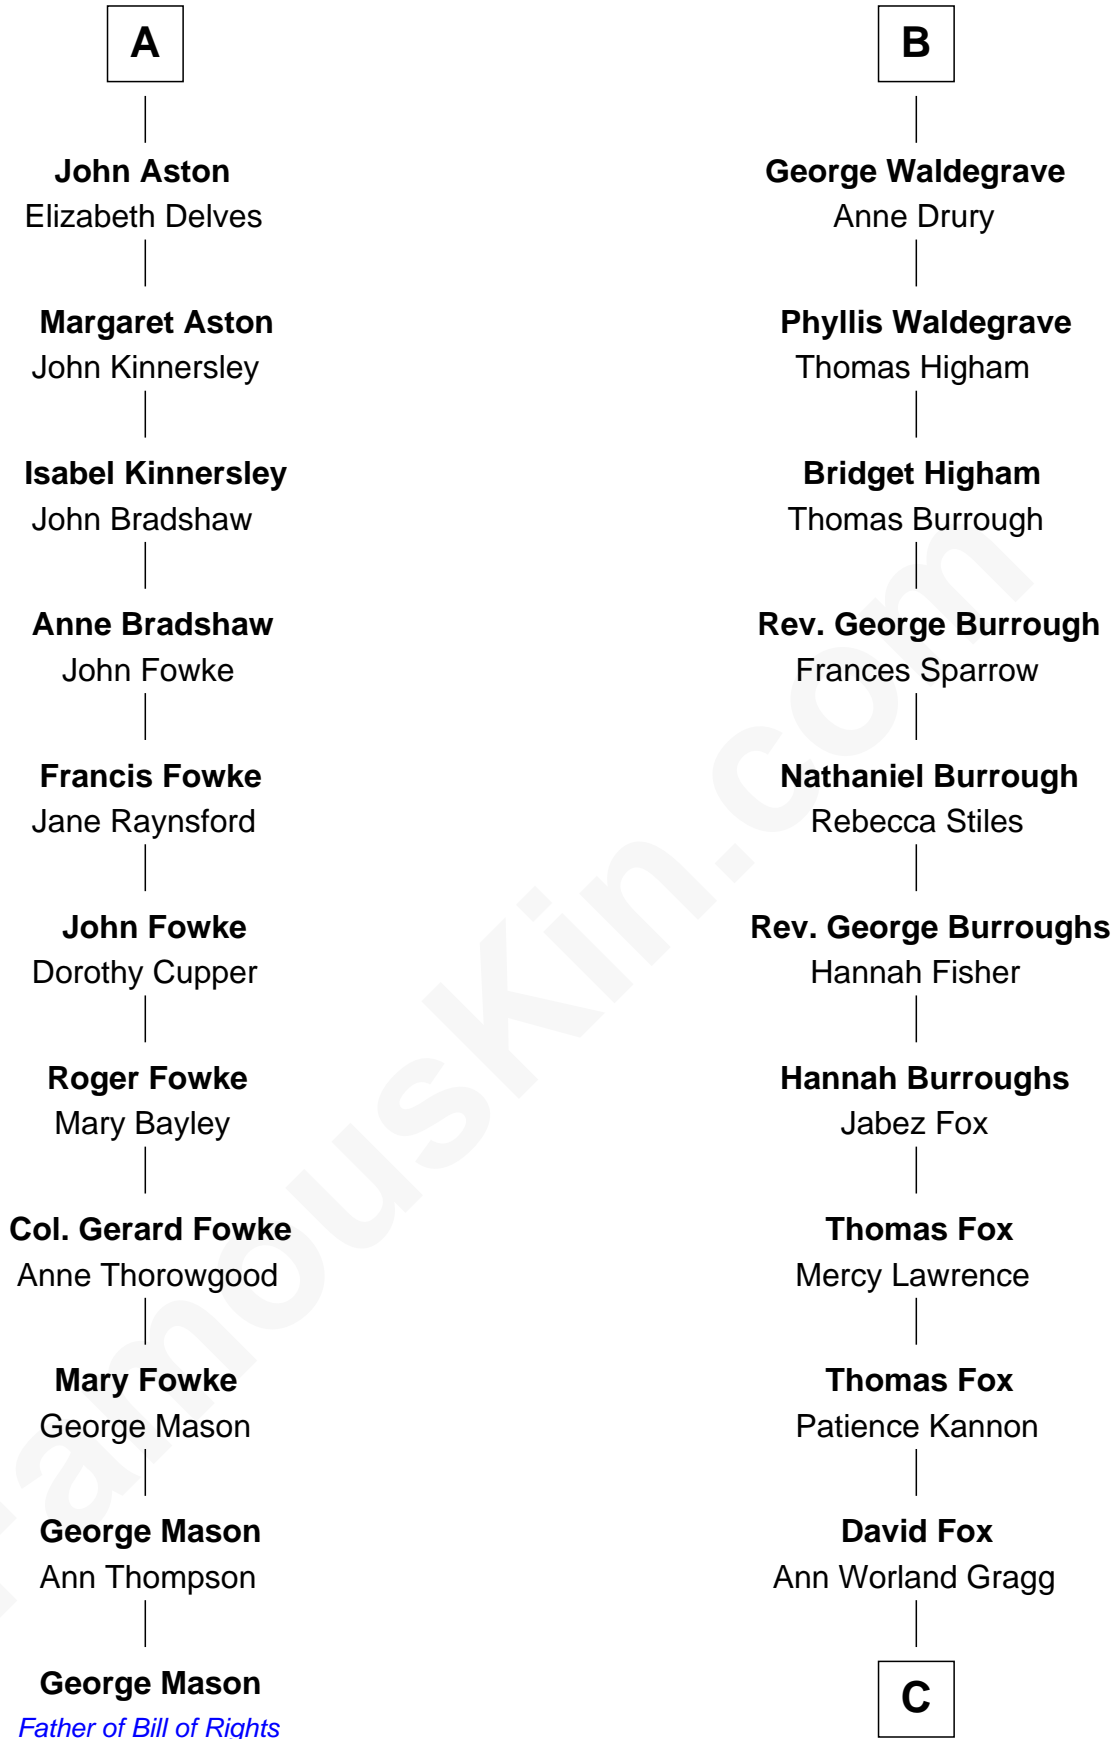 A
John Aston
Elizabeth Delves
Margaret Aston
John Kinnersley
Isabel Kinnersley
John Bradshaw
Anne Bradshaw
John Fowke
Francis Fowke
Jane Raynsford
John Fowke
Dorothy Cupper
Roger Fowke
Mary Bayley
Col. Gerard Fowke
Anne Thorowgood
Mary Fowke
George Mason
George Mason
Ann Thompson
George Mason
Father of Bill of Rights
B
George Waldegrave
Anne Drury
Phyllis Waldegrave
Thomas Higham
Bridget Higham
Thomas Burrough
Rev. George Burrough
Frances Sparrow
Nathaniel Burrough
Rebecca Stiles
Rev. George Burroughs
Hannah Fisher
Hannah Burroughs
Jabez Fox
Thomas Fox
Mercy Lawrence
Thomas Fox
Patience Kannon
David Fox
Ann Worland Gragg
C
FamousKin.com